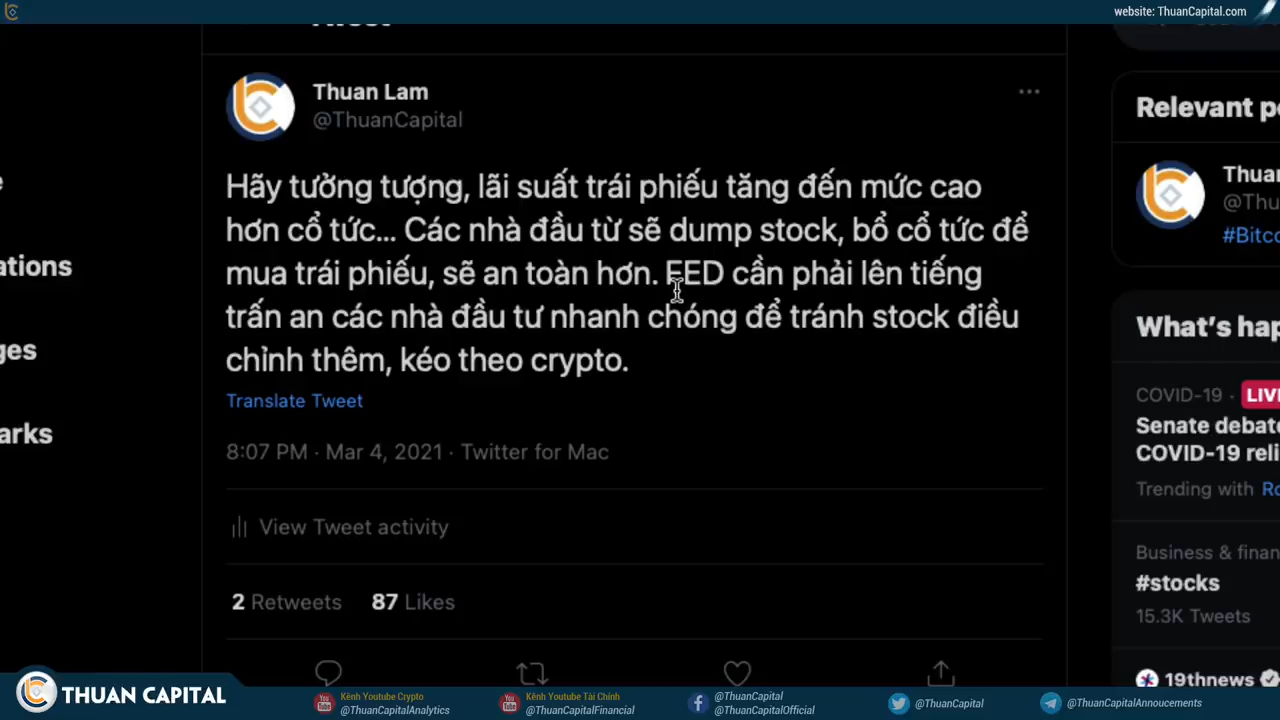 website: ThuanCapital.com
Thuan Lam
@ThuanCapital
Hãy tưởng tượng, lãi suất trái phiếu tăng đến mức cao
hơn cổ tức... Các nhà đầu từ sẽ dump stock, bổ cổ tức để
mua trái phiếu, sẽ an toàn hơn. FED cần phải lên tiếng
trấn an các nhà đầu tư nhanh chóng để tránh stock điều
chỉnh thêm, kéo theo crypto.
Translate Tweet
8:07 PM · Mar 4, 2021 · Twitter for Mac
View Tweet activity
2 Retweets 87 Likes
Relevant pe
Thuan
@Thu
#Bitco
What's hap
COVID-19 · LIVE
Senate debate
COVID-19 reli
Trending with Ro
Business & finan
#stocks
15.3K Tweets
19thnews
ations
ges
arks
THUAN CAPITAL
Kênh Youtube Crypto
@ThuanCapitalAnalytics
Kênh Youtube Tài Chính
@ThuanCapitalFinancial
@ThuanCapital
@ThuanCapitalOfficial
@ThuanCapital
@ThuanCapitalAnnoucements